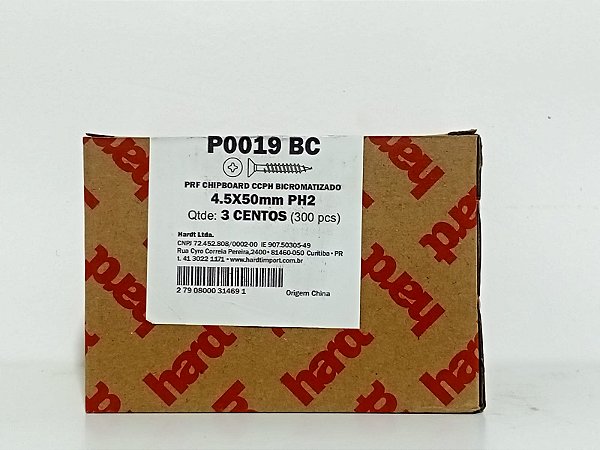 P0019 BC
PRF CHIPBOARD CCPH BICROMATIZADO
4.5X50mm PH2
Qtde: 3 CENTOS (300 pcs)
Hardt Ltda.
CNPJ 72.452.808/0002-00 IE 907.50305-49
Rua Cyro Correia Pereira,2400 • 81460-050 Curitiba • PR
t. 41 3022 1171 • www.hardtimport.com.br
2 79 08000 31469 1
Origem China
hardt
hardt
hardt
hardt
hardt
hardt